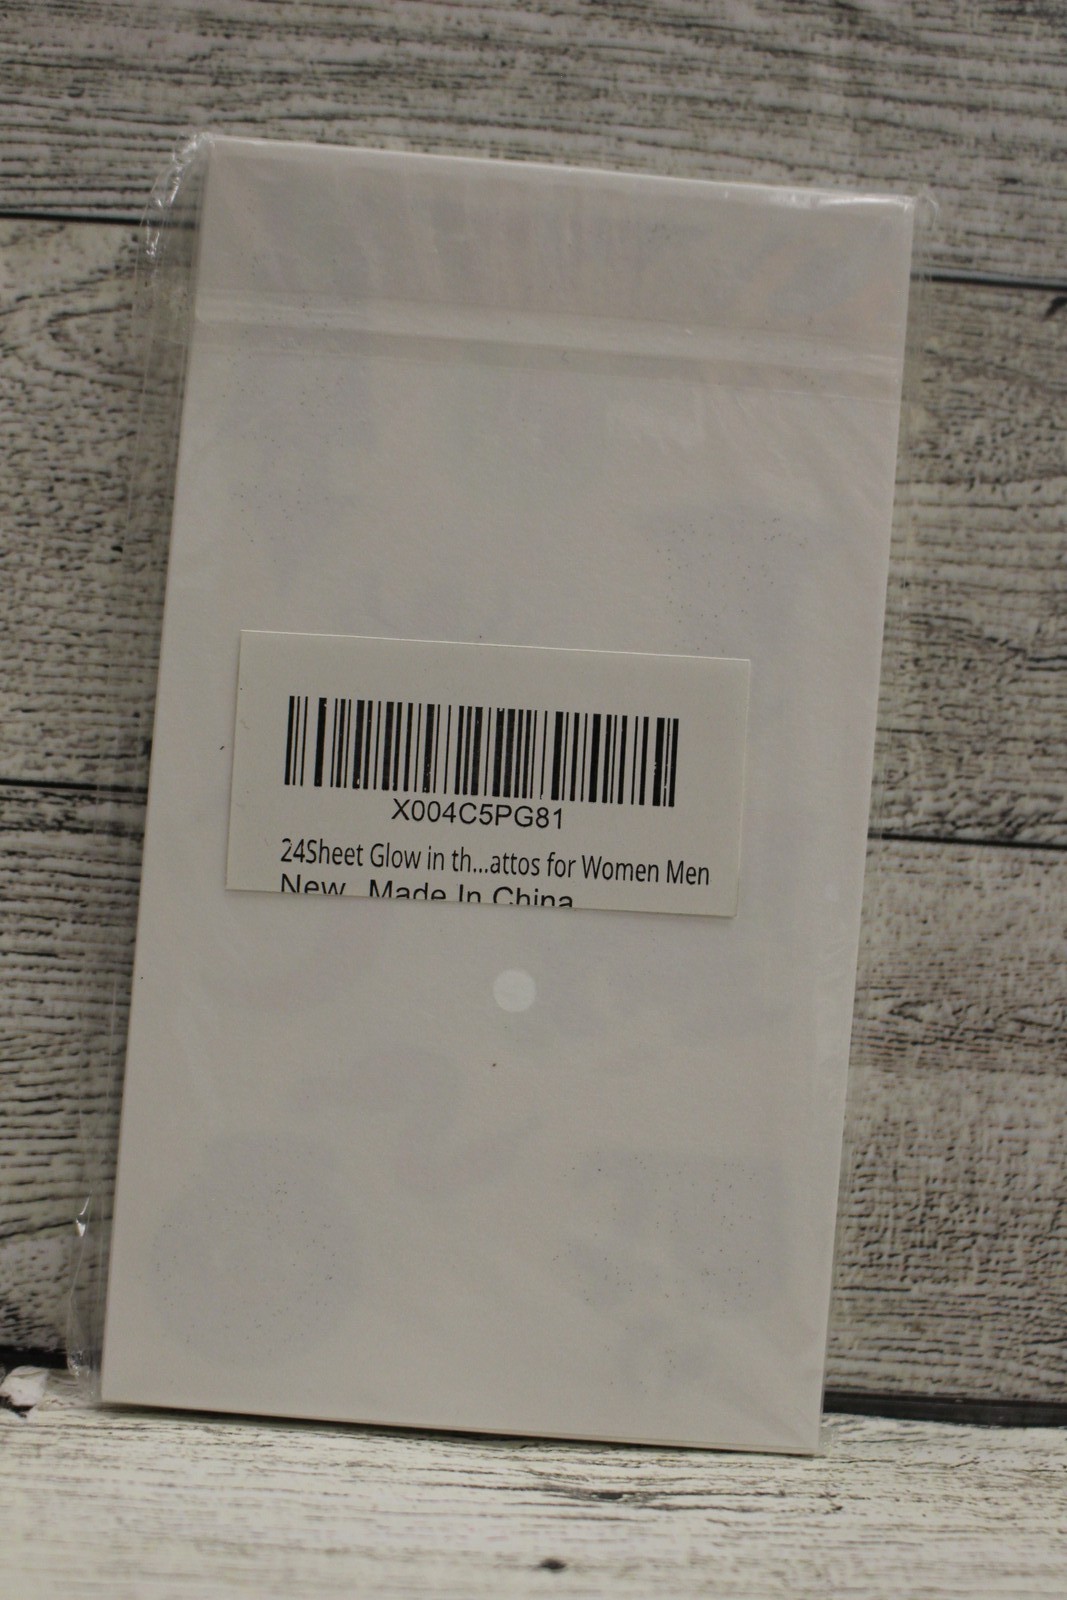 X004C5PG81
24Sheet Glow in th...attos for Women Men
New Made In China